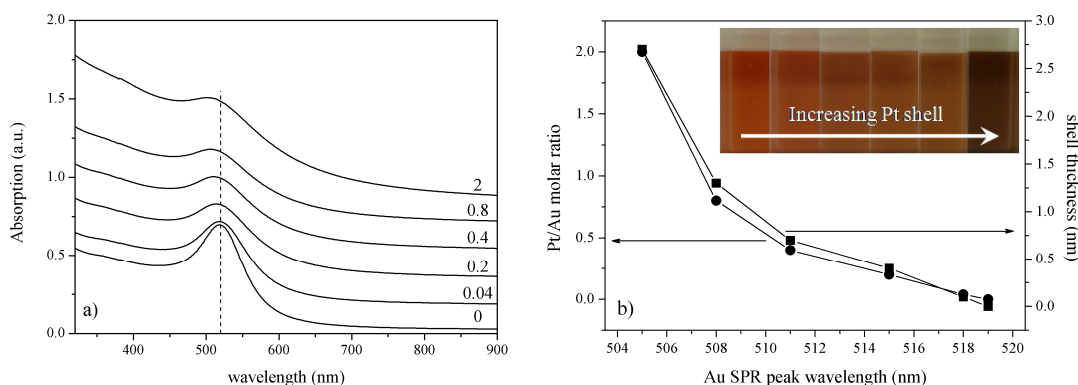 2.0
1.5
1.0
0.5
0.0
Absorption (a.u.)
2
0.8
0.4
0.2
0.04
0
a)
400 500 600 700 800 900
wavelength (nm)
2.0
1.5
1.0
0.5
0.0
Pt/Au molar ratio
Increasing Pt shell
b)
3.0
2.5
2.0
1.5
1.0
0.5
0.0
shell thickness (nm)
504 506 508 510 512 514 516 518 520
Au SPR peak wavelength (nm)